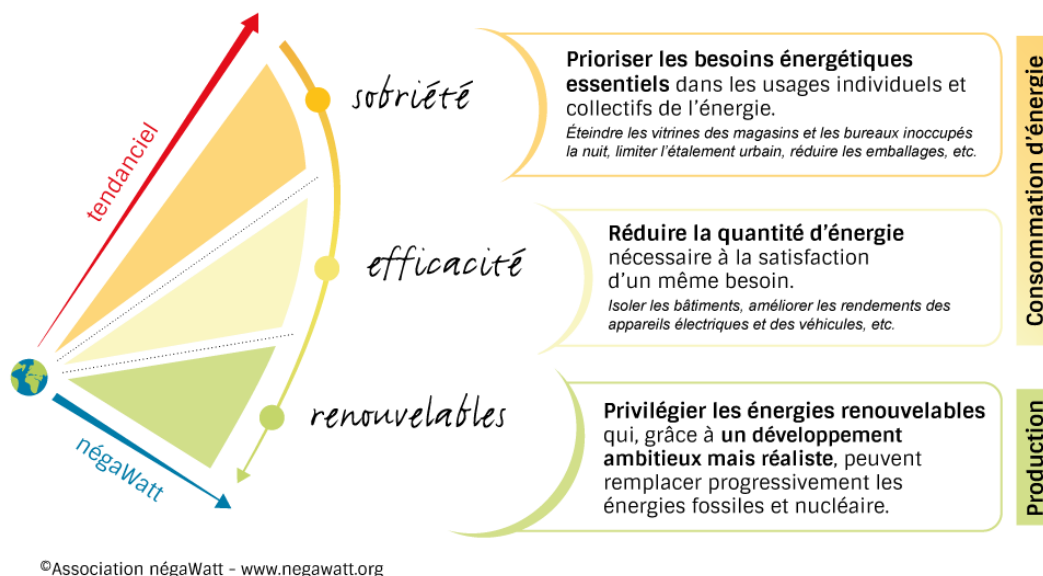 tendanciel
négaWatt
sobriété
Prioriser les besoins énergétiques
essentiels dans les usages individuels et
collectifs de l'énergie.
Éteindre les vitrines des magasins et les bureaux inoccupés
la nuit, limiter l'étalement urbain, réduire les emballages, etc.
efficacité
Réduire la quantité d'énergie
nécessaire à la satisfaction
d'un même besoin.
Isoler les bâtiments, améliorer les rendements des
appareils électriques et des véhicules, etc.
Consommation d'énergie
renouvelables
Privilégier les énergies renouvelables
qui, grâce à un développement
ambitieux mais réaliste, peuvent
remplacer progressivement les
énergies fossiles et nucléaire.
Production
©Association négaWatt - www.negawatt.org